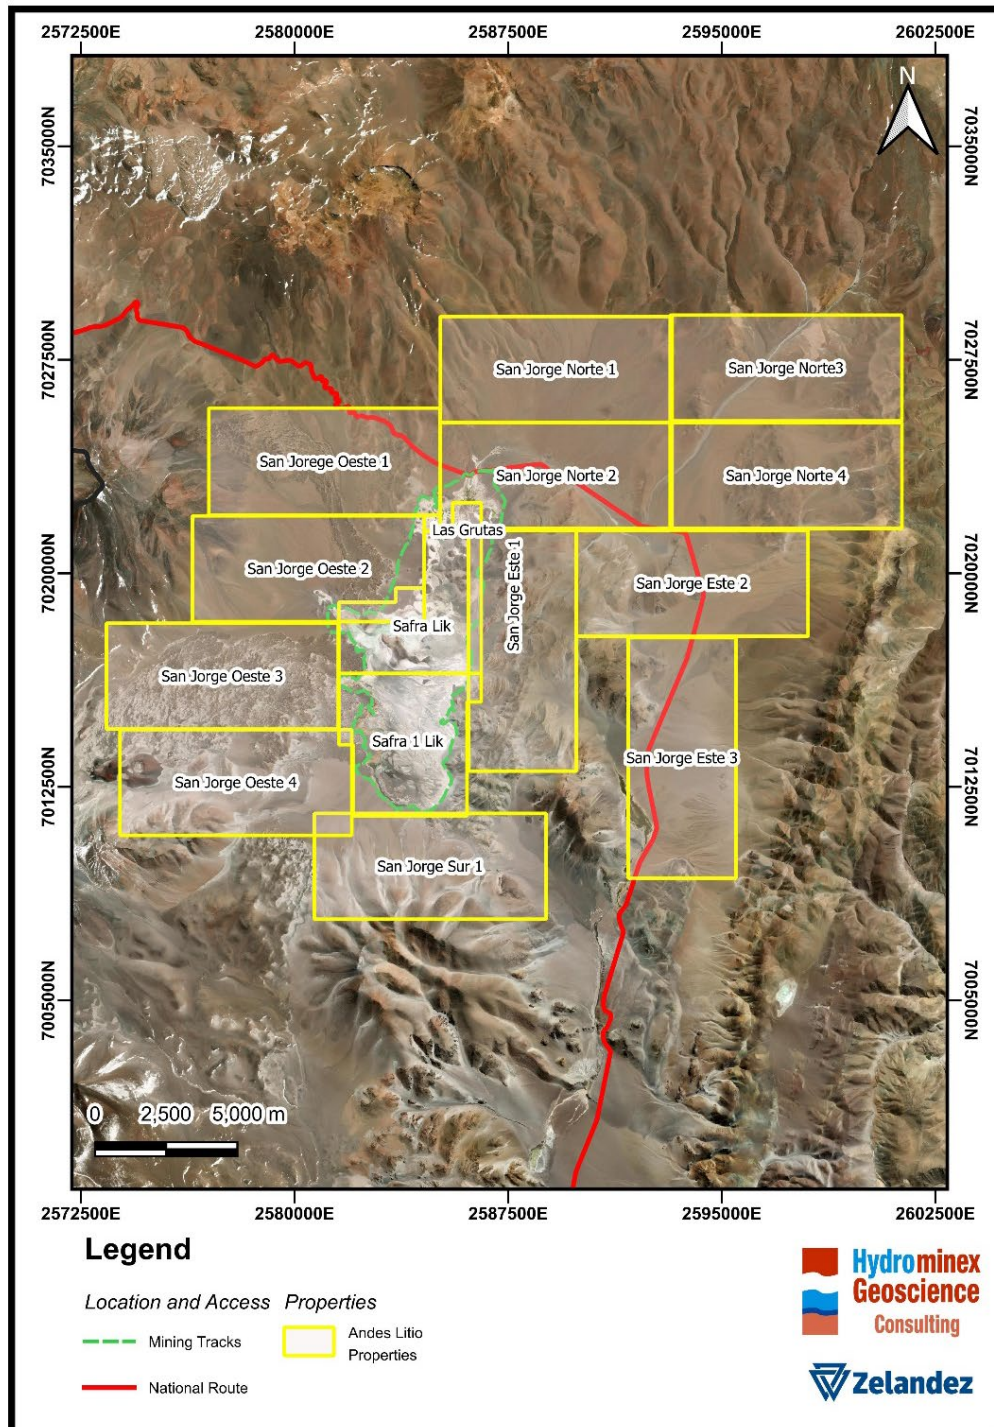 2572500E 2580000E 2587500E 2595000E 2602500E
N
7035000N 7035000N
7027500N 7027500N
San Jorge Norte 1
San Jorge Norte3
San Jorege Oeste 1
San Jorge Norte 2
San Jorge Norte 4
Las Grutas
San Jorge Oeste 2
San Jorge Este 1
San Jorge Este 2
7020000N 7020000N
Safra Lik
San Jorge Oeste 3
Safra 1 Lik
San Jorge Este 3
San Jorge Oeste 4
7012500N 7012500N
San Jorge Sur 1
7005000N 7005000N
0 2,500 5,000 m
2572500E 2580000E 2587500E 2595000E 2602500E
Legend
Location and Access Properties
Mining Tracks
Andes Litio
Properties
National Route
Hydrominex
Geoscience
Consulting
Zelandez